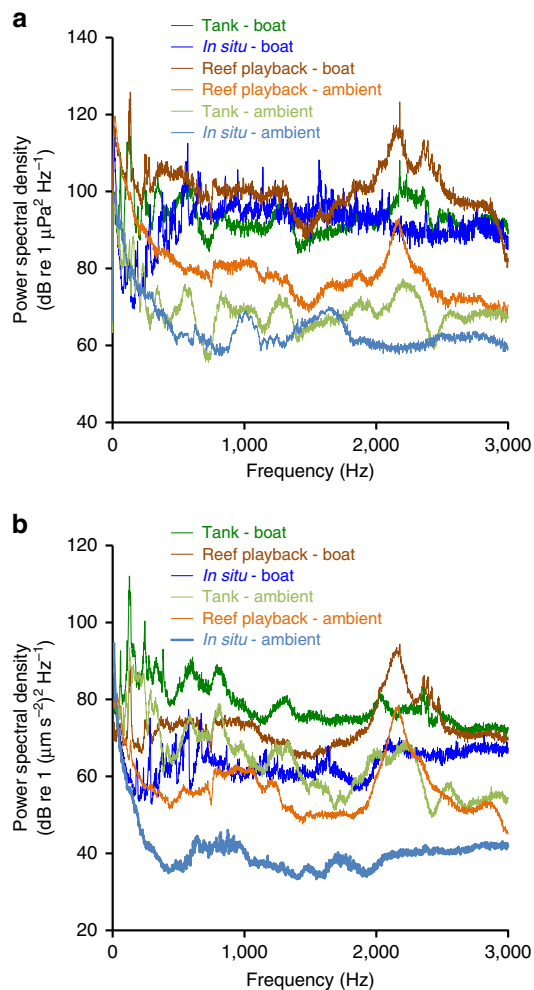 a
Tank - boat
In situ - boat
Reef playback - boat
Reef playback - ambient
Tank - ambient
In situ - ambient
140
120
100
80
60
40
Power spectral density
(dB re 1 μPa² Hz⁻¹)
0
1,000
2,000
3,000
Frequency (Hz)
b
Tank - boat
Reef playback - boat
In situ - boat
Tank - ambient
Reef playback - ambient
In situ - ambient
120
100
80
60
40
20
Power spectral density
(dB re 1 (μm s⁻²)² Hz⁻¹)
0
1,000
2,000
3,000
Frequency (Hz)